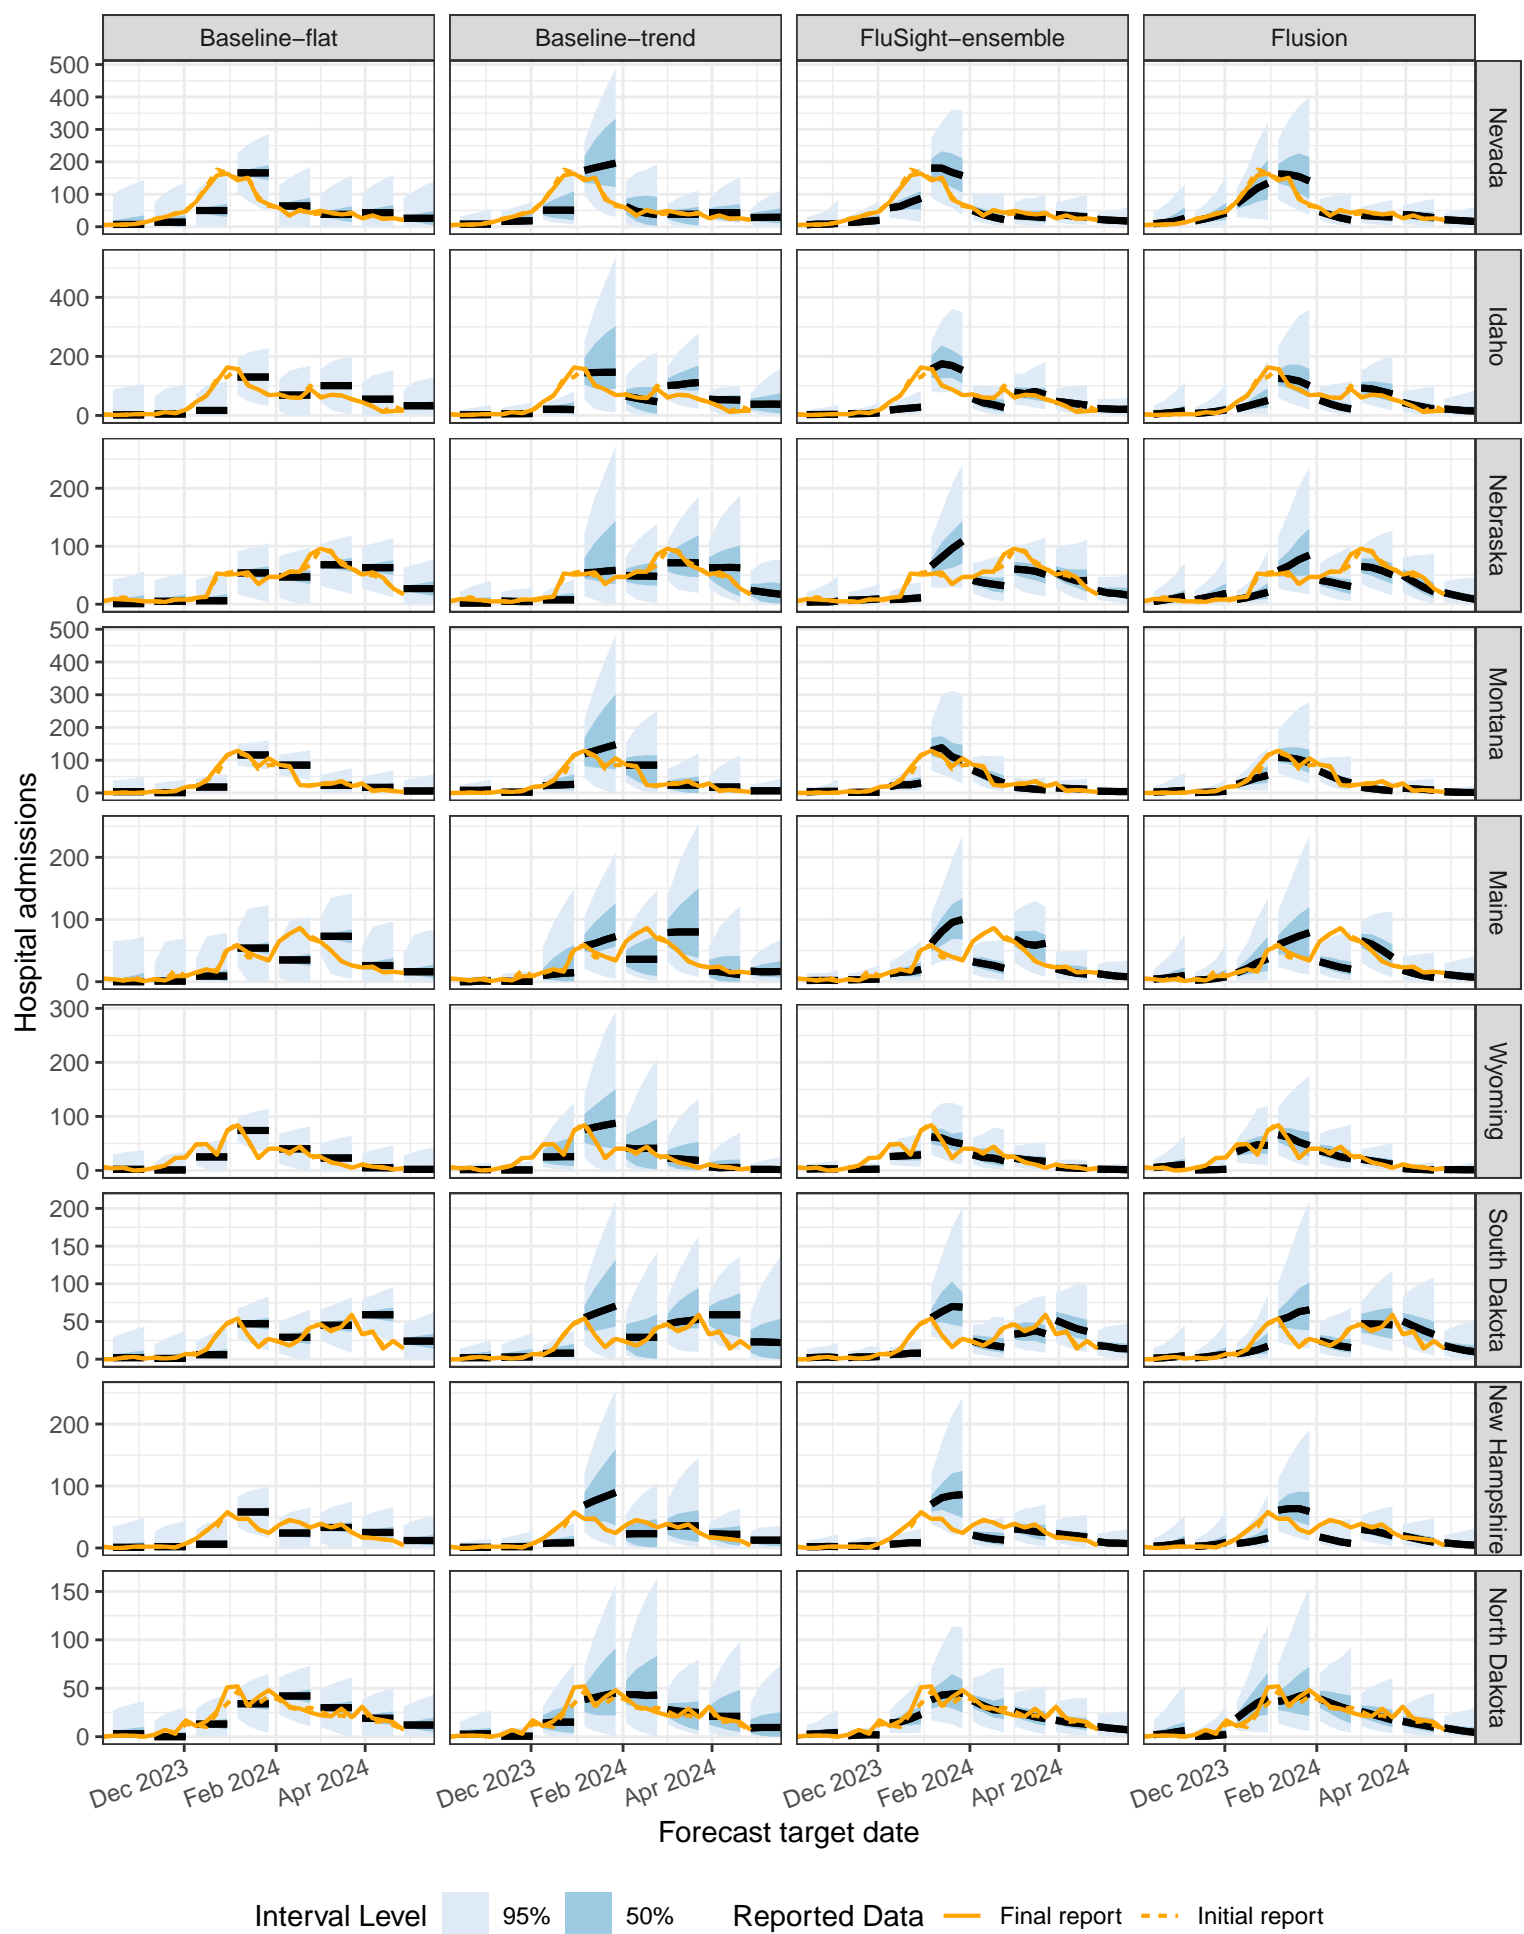 Baseline−flat Baseline−trend FluSight−ensemble Flusion
500
400
300
200
100
0
Nevada
400
200
0
Idaho
200
100
0
Nebraska
500
400
300
200
100
0
Montana
200
100
0
Maine
300
200
100
0
Wyoming
200
150
100
50
0
South Dakota
200
100
0
New Hampshire
150
100
50
0
North Dakota
Hospital admissions
Dec 2023 Feb 2024 Apr 2024 Dec 2023 Feb 2024 Apr 2024 Dec 2023 Feb 2024 Apr 2024 Dec 2023 Feb 2024 Apr 2024
Forecast target date
Interval Level 95% 50% Reported Data Final report Initial report